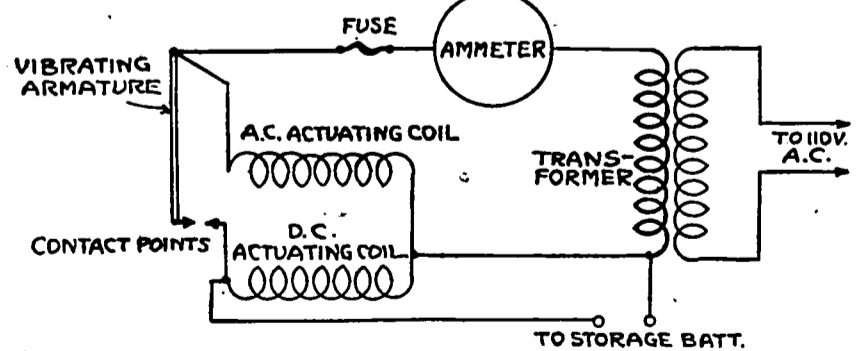 FUSE
AMMETER
VIBRATING
ARMATURE
A.C. ACTUATING COIL
TRANS-
FORMER
TO 110V.
A.C.
CONTACT POINTS
D.C.
ACTUATING COIL
TO STORAGE BATT.